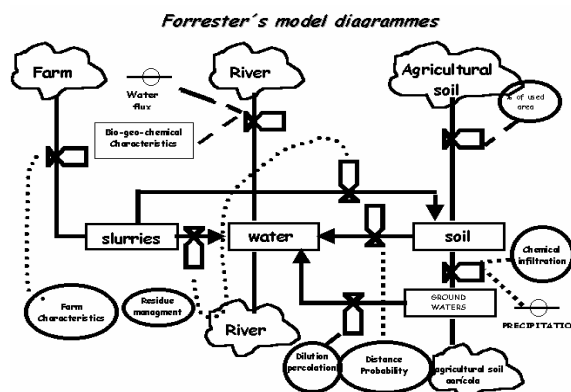 Forrester´s model diagrammes
Farm
River
Agricultural
soil
Water
flux
% of used
area
Bio-geo-chemical
Characteristics
slurries
water
soil
Chemical
infiltration
Farm
Characteristics
Residue
managment
River
GROUND
WATERS
PRECIPITATIO
Dilution
percolation
Distance
Probability
agricultural soil
agrícola